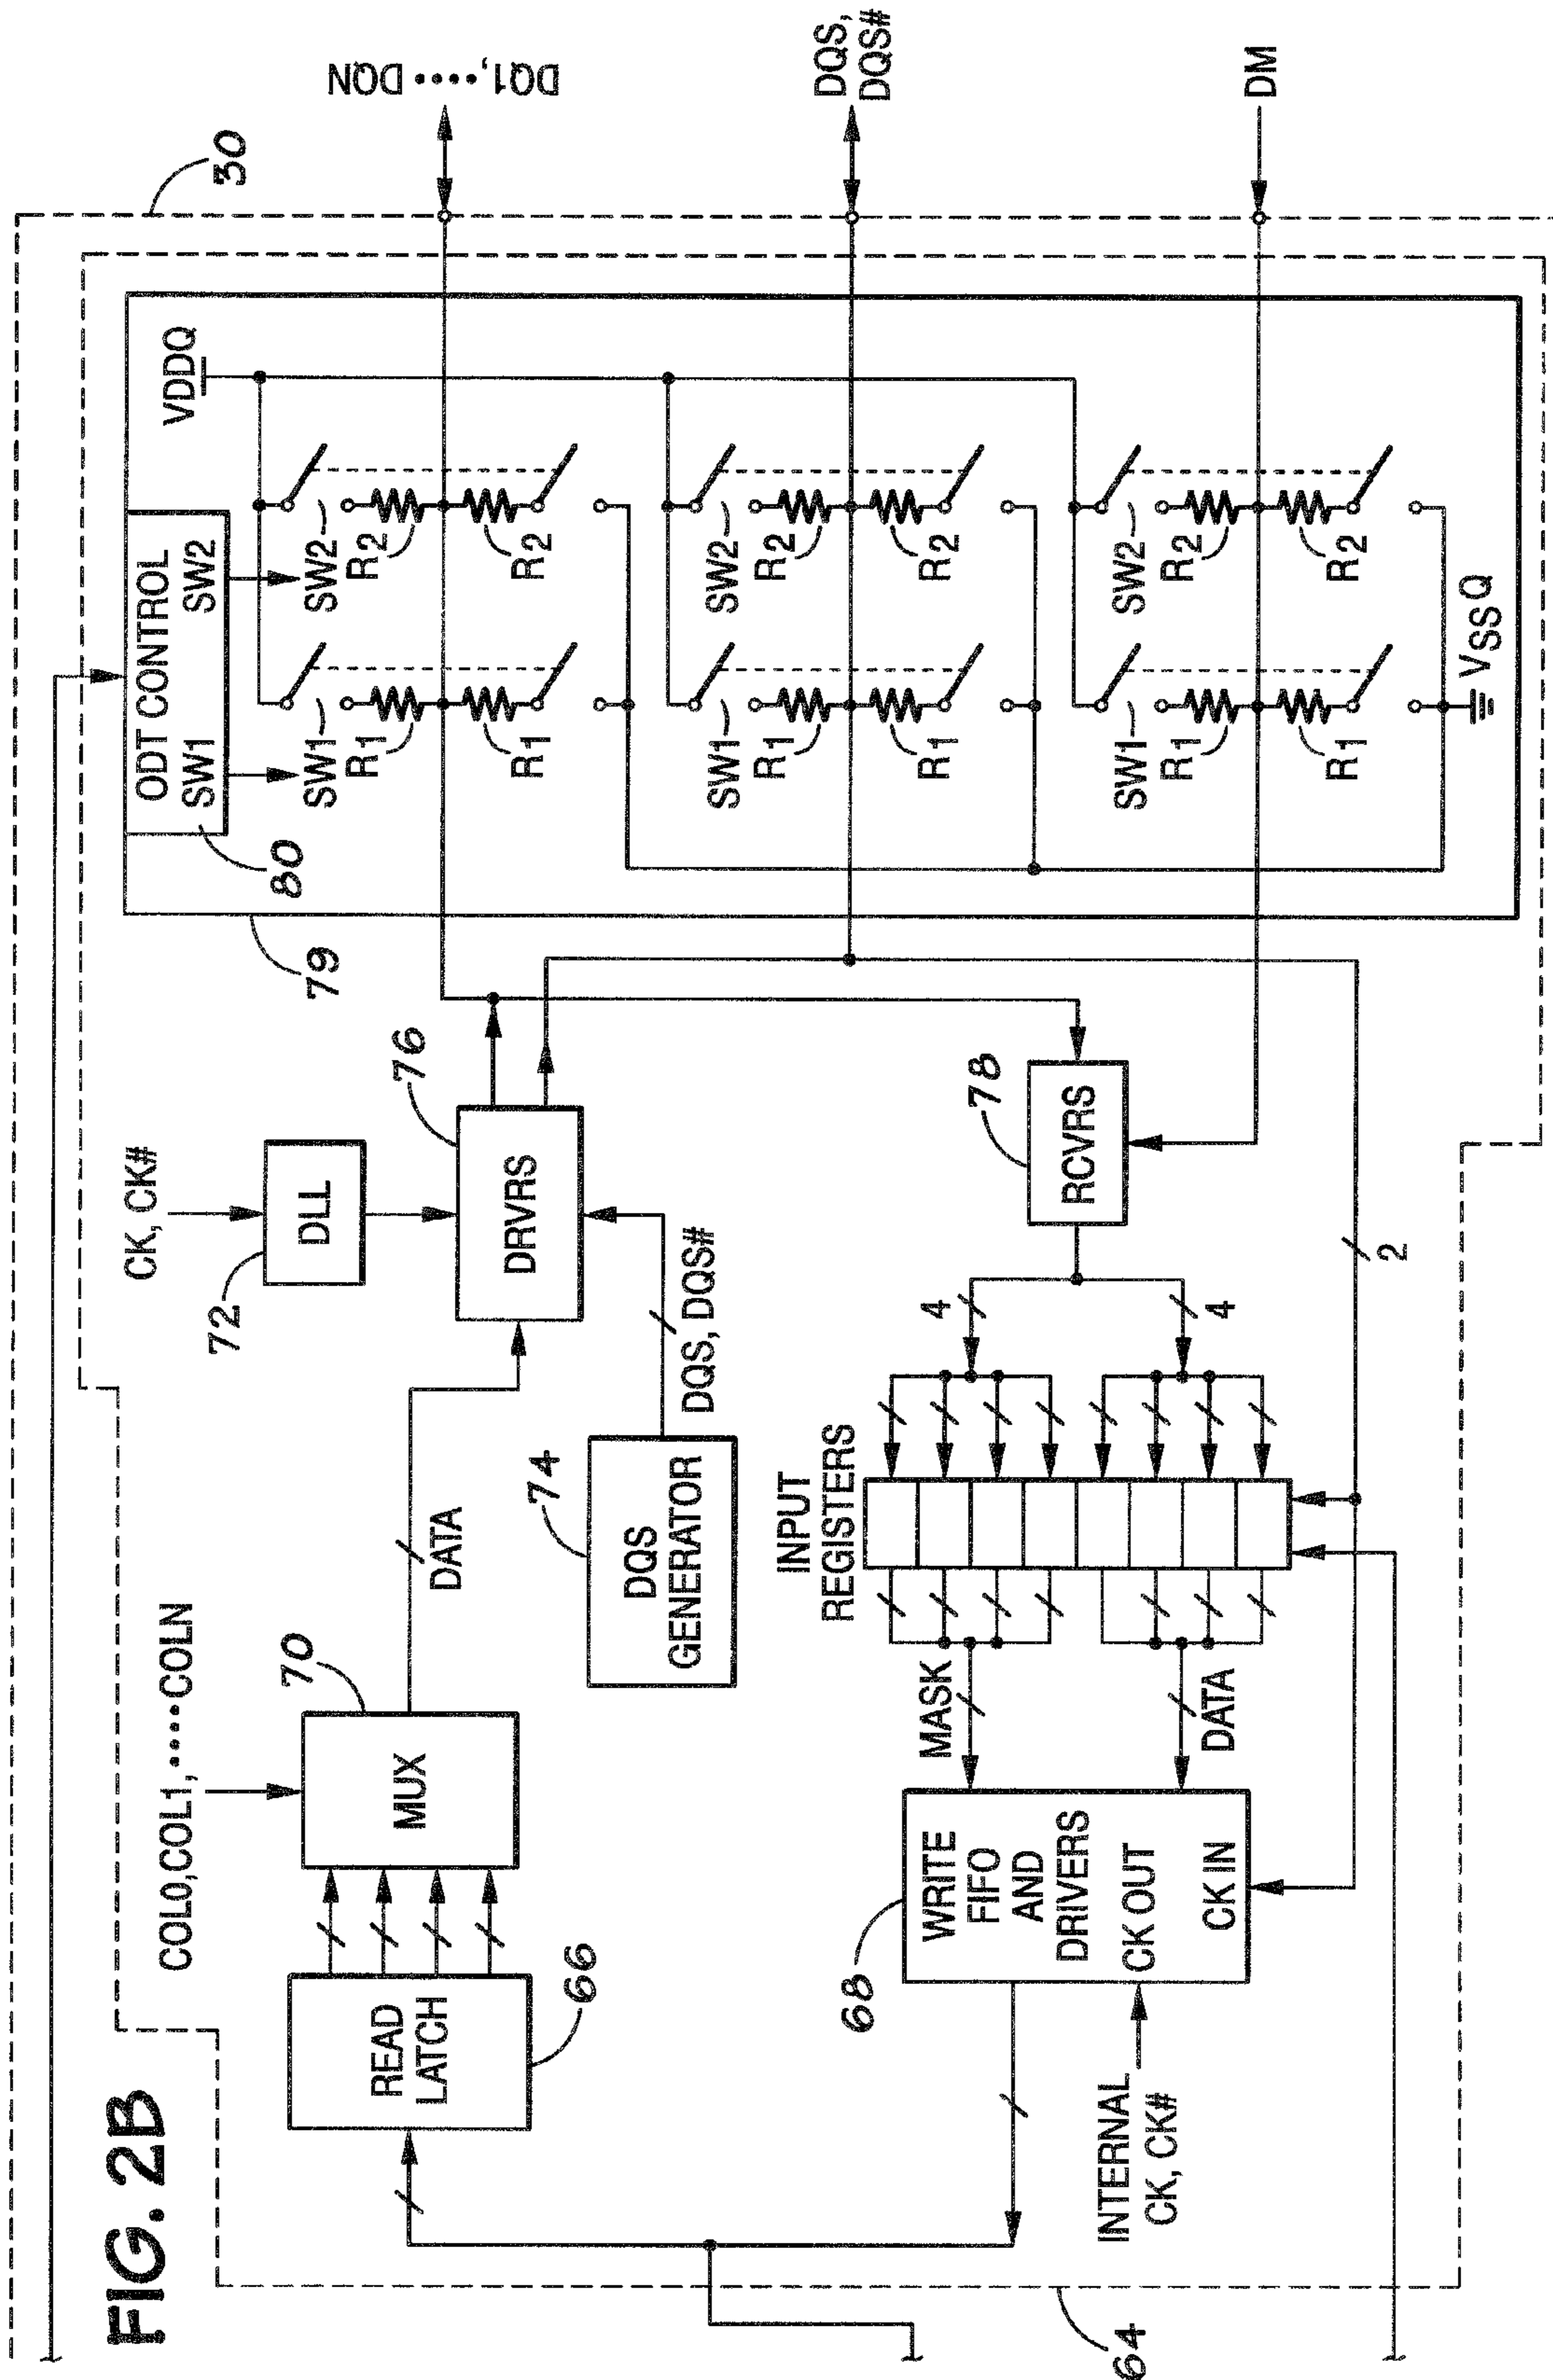 FIG. 2B
30
DQ1,....DQN
DQS,
DQS#
DM
64
READ
LATCH
66
COL0,COL1,....COLN
MUX
70
DATA
CK, CK#
DLL
72
DRVRS
76
DQS
GENERATOR
74
DQS, DQS#
79
ODT CONTROL
SW1 SW2
80
VDDQ
SW1
R1
R1
SW2
R2
R2
SW1
R1
R1
SW2
R2
R2
SW1
R1
R1
SW2
R2
R2
VSSQ
RCVRS
78
4
4
2
INPUT
REGISTERS
MASK
DATA
WRITE
FIFO
AND
DRIVERS
CK OUT
CK IN
68
INTERNAL
CK, CK#